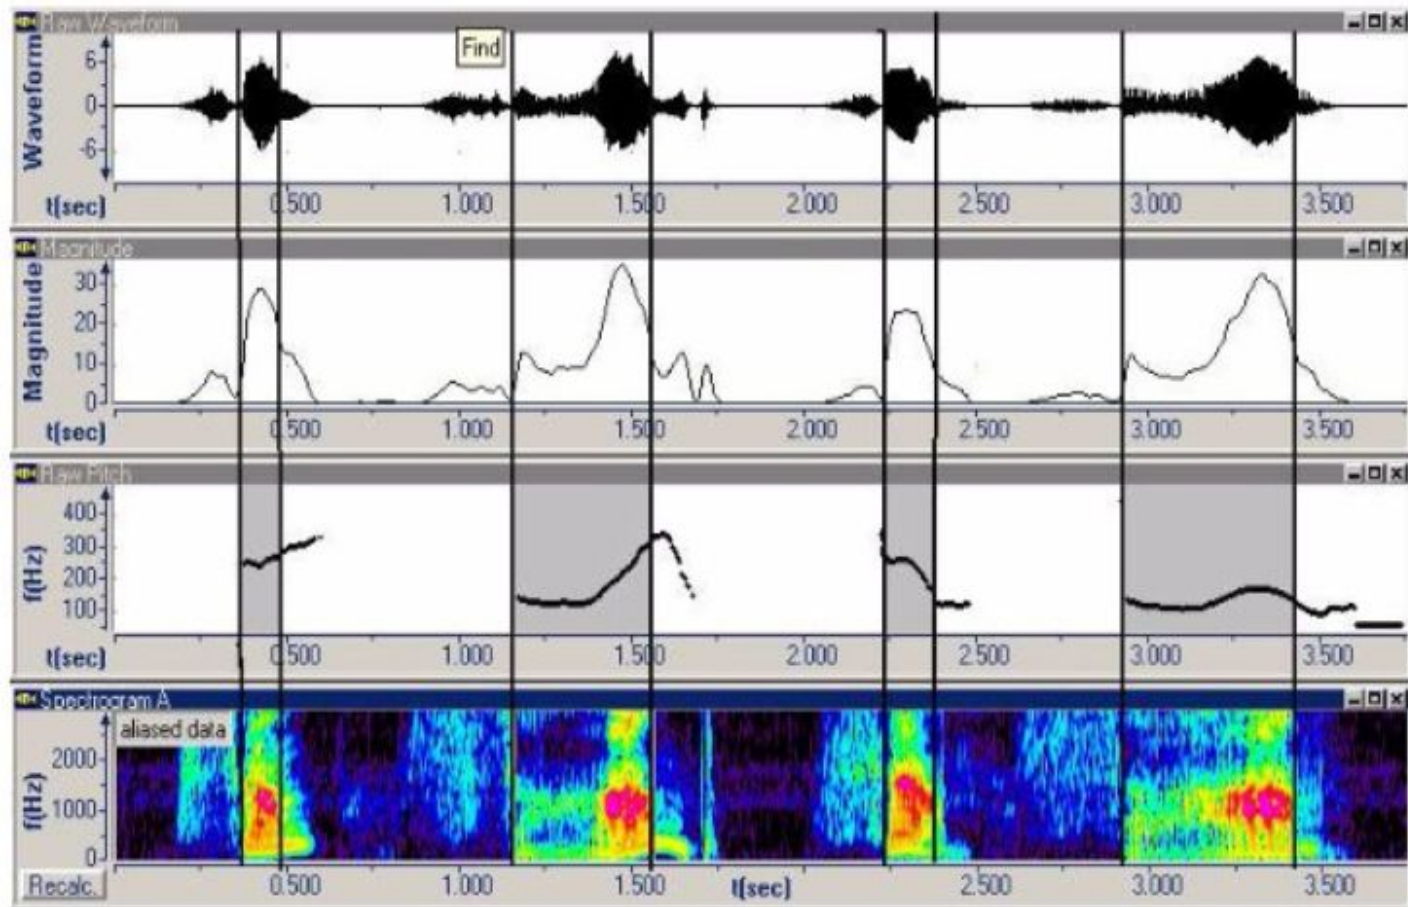 Raw Waveform
Find
Waveform
6
0
-6
t(sec) 0.500 1.000 1.500 2.000 2.500 3.000 3.500
Magnitude
Magnitude
30
20
10
0
t(sec) 0.500 1.000 1.500 2.000 2.500 3.000 3.500
Raw Pitch
f(Hz)
400
300
200
100
t(sec) 0.500 1.000 1.500 2.000 2.500 3.000 3.500
Spectrogram A
aliased data
f(Hz)
2000
1000
0
Recalc. 0.500 1.000 1.500 t(sec) 2.500 3.000 3.500